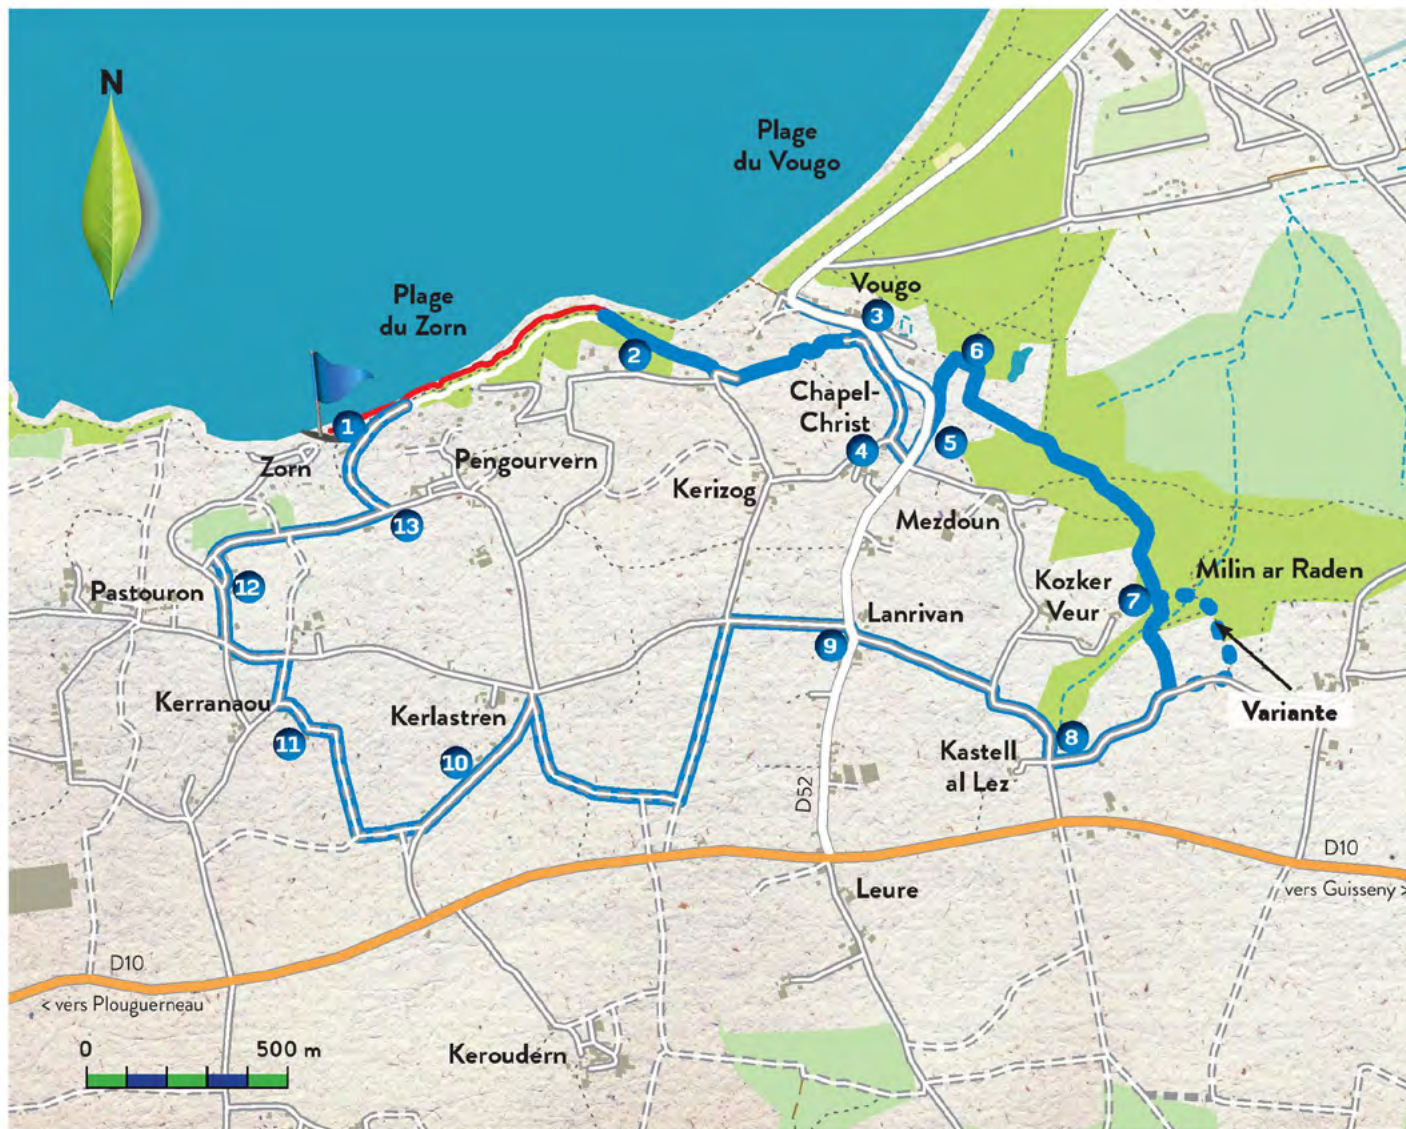 N
Plage
du Vougo
Vougo
3
Plage
du Zorn
2
6
1
Chapel-
Christ
4
5
Zorn
Pengourvern
Kerizog
Mezdoun
13
12
Pastouron
Kozker
Veur
7
Milin ar Raden
Lanrivan
9
Variante
Kerranaou
Kerlastren
11
10
Kastell
al Lez
8
D52
D10
vers Guisseny >
Leure
D10
< vers Plouguerneau
0
500 m
Keroudern